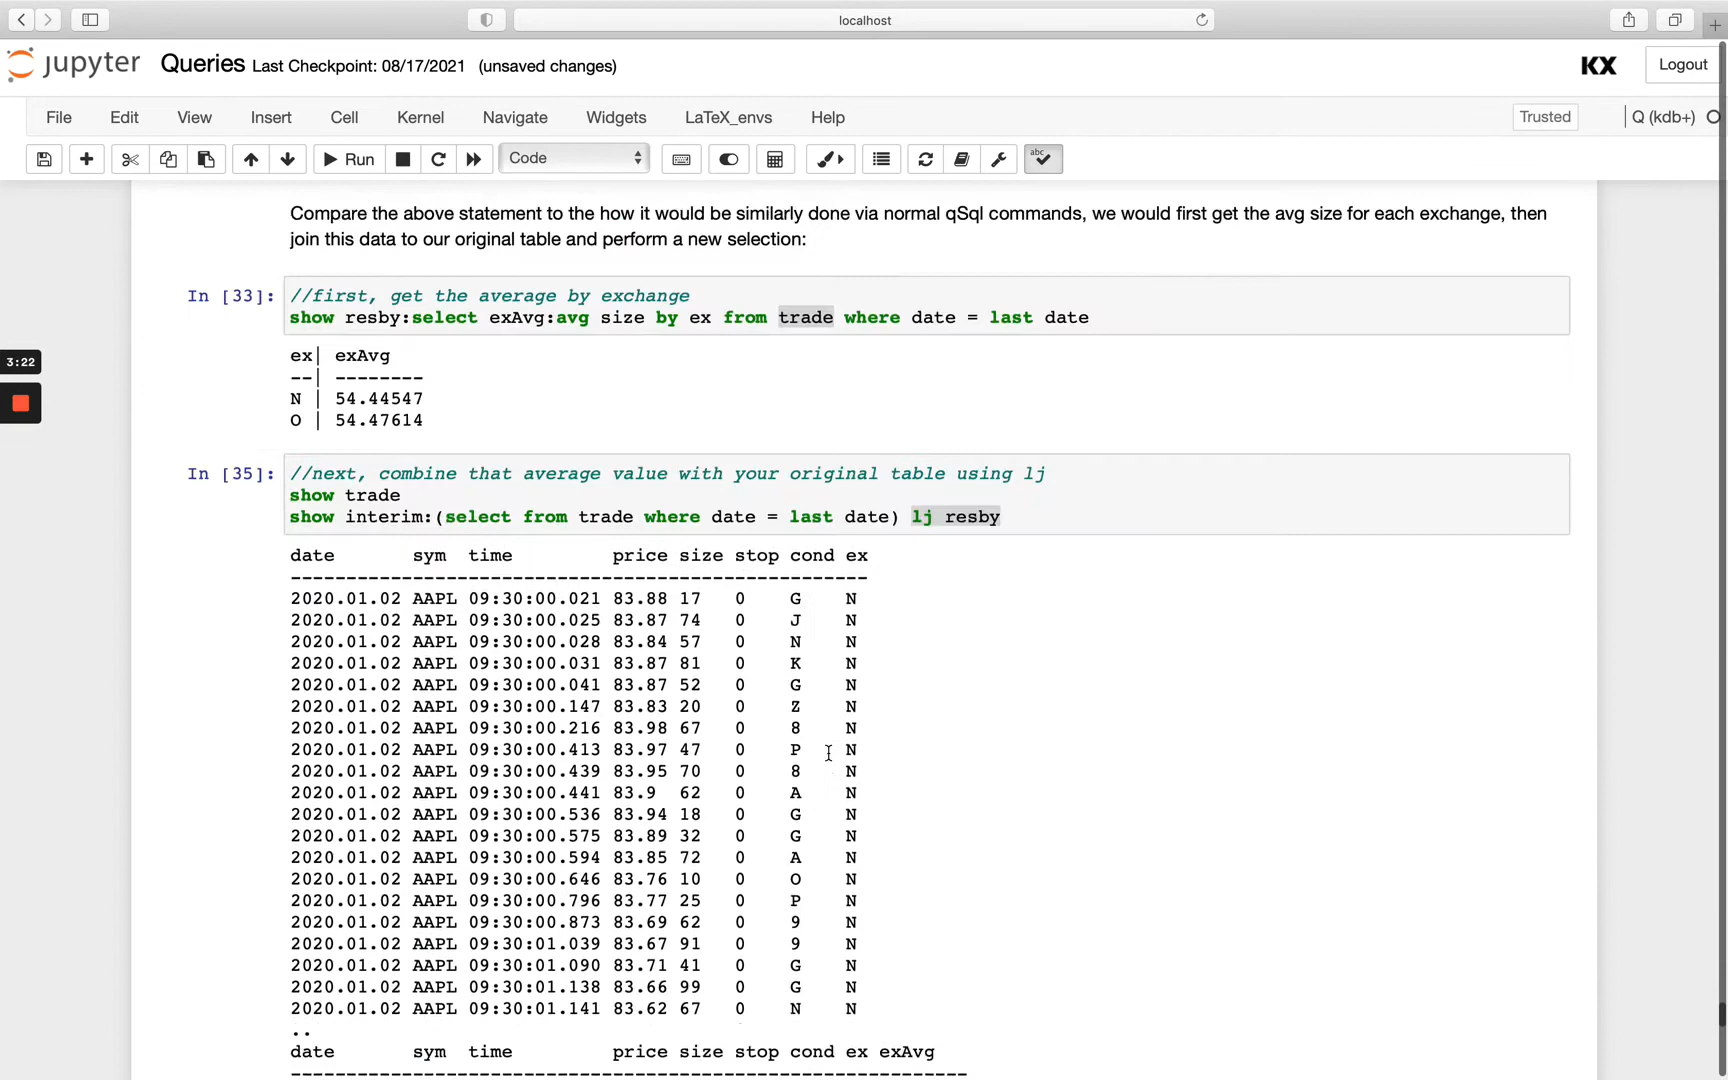 localhost
jupyter Queries Last Checkpoint: 08/17/2021 (unsaved changes) KX Logout
File Edit View Insert Cell Kernel Navigate Widgets LaTeX_envs Help Trusted Q (kdb+)
Run Code abc
Compare the above statement to the how it would be similarly done via normal qSql commands, we would first get the avg size for each exchange, then
join this data to our original table and perform a new selection:
In [33]: //first, get the average by exchange
show resby:select exAvg:avg size by ex from trade where date = last date
3:22
ex| exAvg
--| --------
N | 54.44547
O | 54.47614
In [35]: //next, combine that average value with your original table using lj
show trade
show interim:(select from trade where date = last date) lj resby
date sym time price size stop cond ex
----------------------------------------------------
2020.01.02 AAPL 09:30:00.021 83.88 17 0 G N
2020.01.02 AAPL 09:30:00.025 83.87 74 0 J N
2020.01.02 AAPL 09:30:00.028 83.84 57 0 N N
2020.01.02 AAPL 09:30:00.031 83.87 81 0 K N
2020.01.02 AAPL 09:30:00.041 83.87 52 0 G N
2020.01.02 AAPL 09:30:00.147 83.83 20 0 Z N
2020.01.02 AAPL 09:30:00.216 83.98 67 0 8 N
2020.01.02 AAPL 09:30:00.413 83.97 47 0 P N
2020.01.02 AAPL 09:30:00.439 83.95 70 0 8 N
2020.01.02 AAPL 09:30:00.441 83.9 62 0 A N
2020.01.02 AAPL 09:30:00.536 83.94 18 0 G N
2020.01.02 AAPL 09:30:00.575 83.89 32 0 G N
2020.01.02 AAPL 09:30:00.594 83.85 72 0 A N
2020.01.02 AAPL 09:30:00.646 83.76 10 0 O N
2020.01.02 AAPL 09:30:00.796 83.77 25 0 P N
2020.01.02 AAPL 09:30:00.873 83.69 62 0 9 N
2020.01.02 AAPL 09:30:01.039 83.67 91 0 9 N
2020.01.02 AAPL 09:30:01.090 83.71 41 0 G N
2020.01.02 AAPL 09:30:01.138 83.66 99 0 G N
2020.01.02 AAPL 09:30:01.141 83.62 67 0 N N
..
date sym time price size stop cond ex exAvg
-------------------------------------------------------------